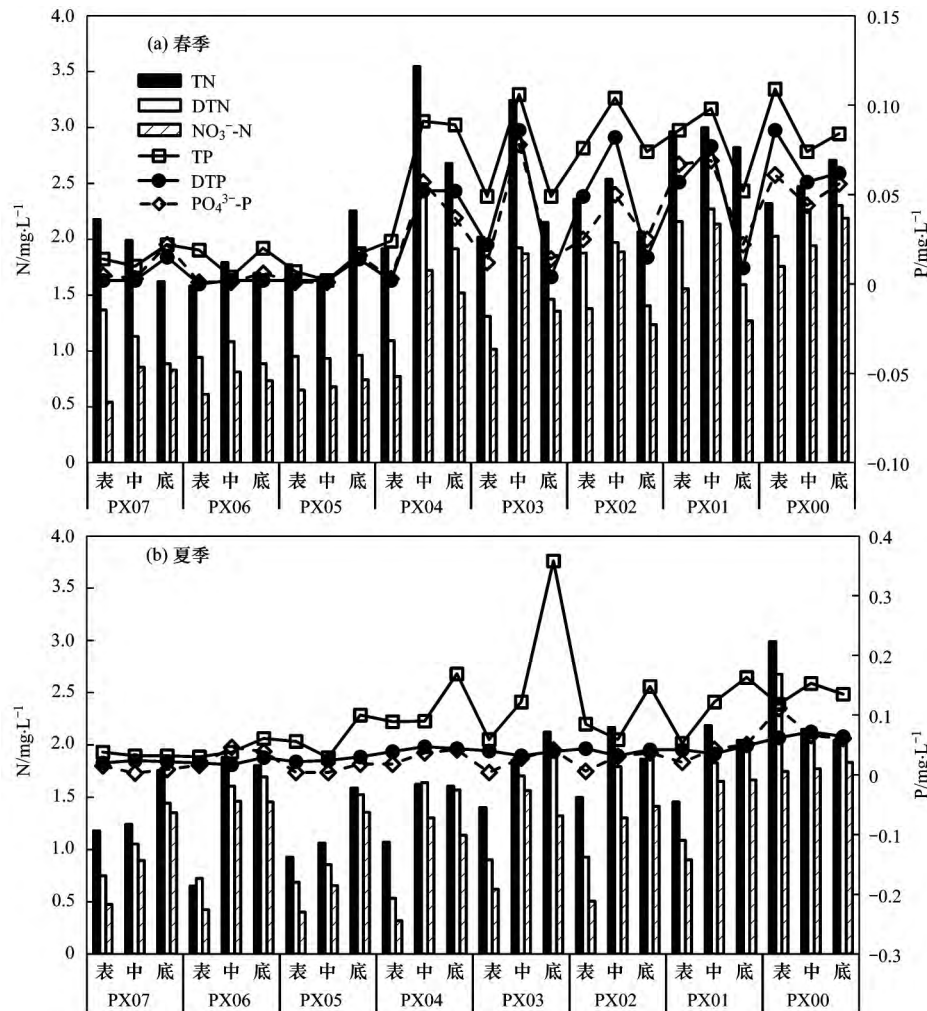 (a) 春季
TN
DTN
NO₃⁻-N
TP
DTP
PO₄³⁻-P
N/mg·L⁻¹
4.0
3.5
3.0
2.5
2.0
1.5
1.0
0.5
0
P/mg·L⁻¹
0.15
0.10
0.05
0
−0.05
−0.10
表 中 底 表 中 底 表 中 底 表 中 底 表 中 底 表 中 底 表 中 底 表 中 底
PX07 PX06 PX05 PX04 PX03 PX02 PX01 PX00
(b) 夏季
N/mg·L⁻¹
4.0
3.5
3.0
2.5
2.0
1.5
1.0
0.5
0
P/mg·L⁻¹
0.4
0.3
0.2
0.1
0
−0.1
−0.2
−0.3
表 中 底 表 中 底 表 中 底 表 中 底 表 中 底 表 中 底 表 中 底 表 中 底
PX07 PX06 PX05 PX04 PX03 PX02 PX01 PX00